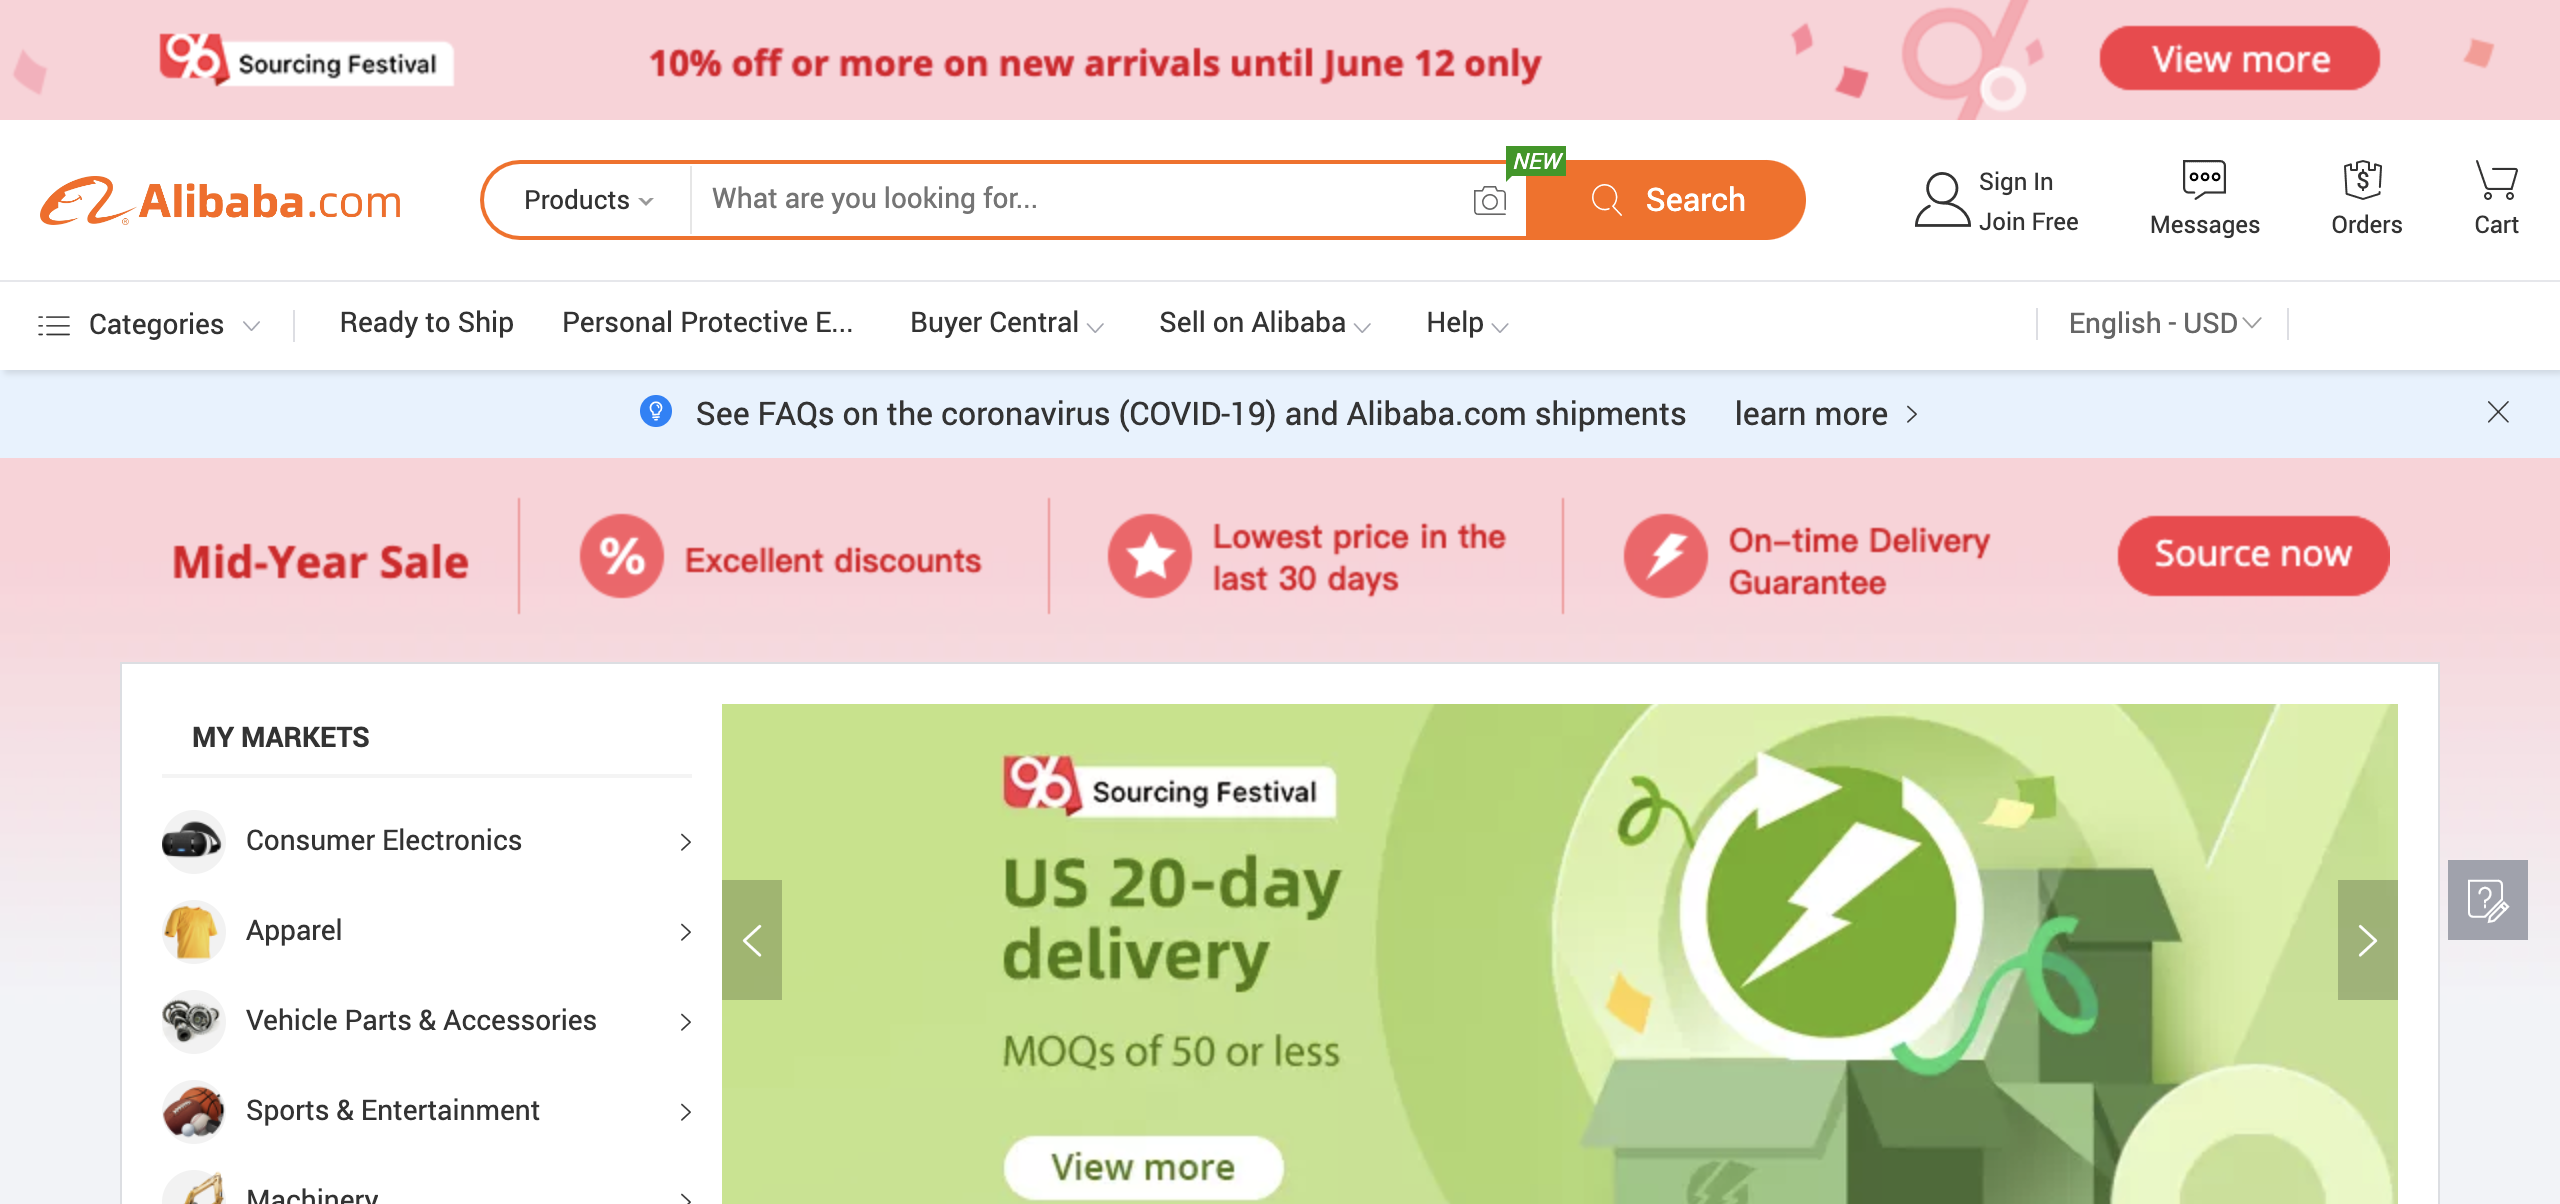 96 Sourcing Festival
10% off or more on new arrivals until June 12 only
View more
Alibaba.com
Products
What are you looking for...
NEW
Search
Sign In
Join Free
Messages
Orders
Cart
Categories
Ready to Ship
Personal Protective E...
Buyer Central
Sell on Alibaba
Help
English - USD
See FAQs on the coronavirus (COVID-19) and Alibaba.com shipments
learn more
Mid-Year Sale
% Excellent discounts
Lowest price in the
last 30 days
On-time Delivery
Guarantee
Source now
MY MARKETS
Consumer Electronics
Apparel
Vehicle Parts & Accessories
Sports & Entertainment
Machinery
96 Sourcing Festival
US 20-day
delivery
MOQs of 50 or less
View more